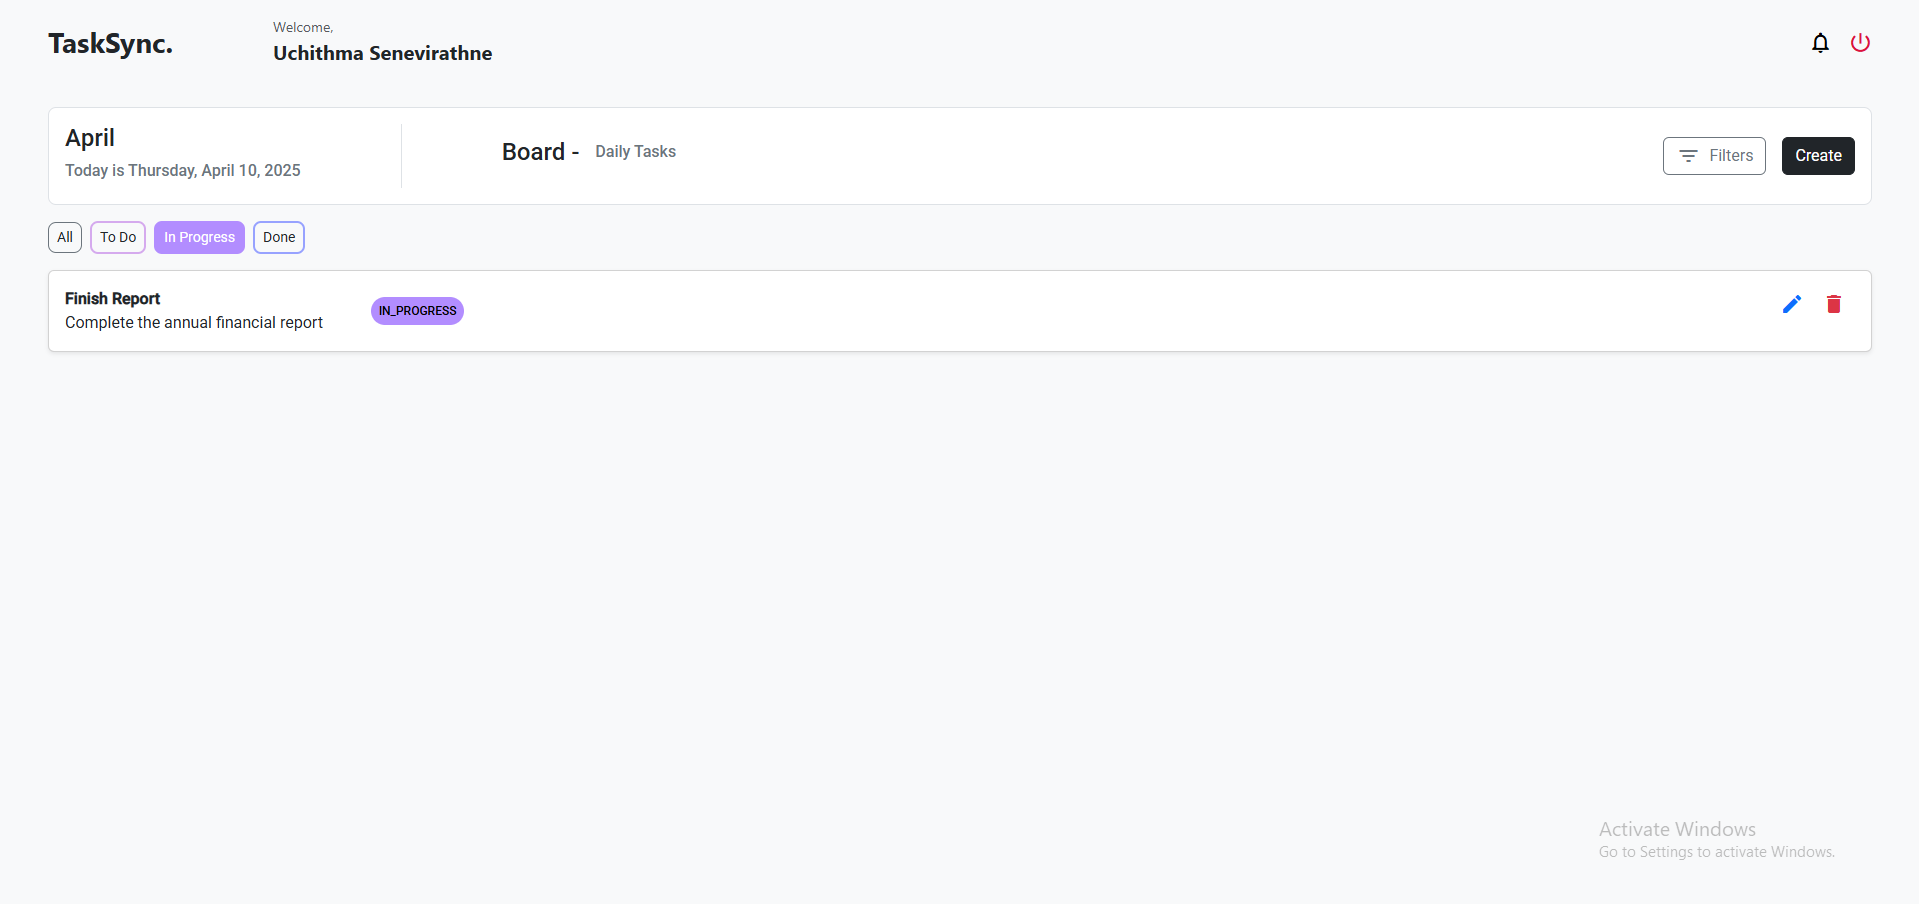 TaskSync.
Welcome,
Uchithma Senevirathne
April
Today is Thursday, April 10, 2025
Board - Daily Tasks
Filters
Create
All
To Do
In Progress
Done
Finish Report
Complete the annual financial report
IN_PROGRESS
Activate Windows
Go to Settings to activate Windows.